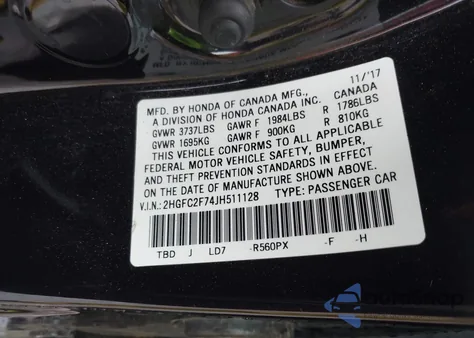 MFD. BY HONDA OF CANADA MFG., 11/'17
A DIVISION OF HONDA CANADA INC. CANADA
GVWR 3737LBS GAWR F 1984LBS R 1786LBS
GVWR 1695KG GAWR F 900KG R 810KG
THIS VEHICLE CONFORMS TO ALL APPLICABLE
FEDERAL MOTOR VEHICLE SAFETY, BUMPER,
AND THEFT PREVENTION STANDARDS IN EFFECT
ON THE DATE OF MANUFACTURE SHOWN ABOVE.
V.I.N.: 2HGFC2F74JH511128 TYPE: PASSENGER CAR
TBD J LD7 -R560PX -F -H